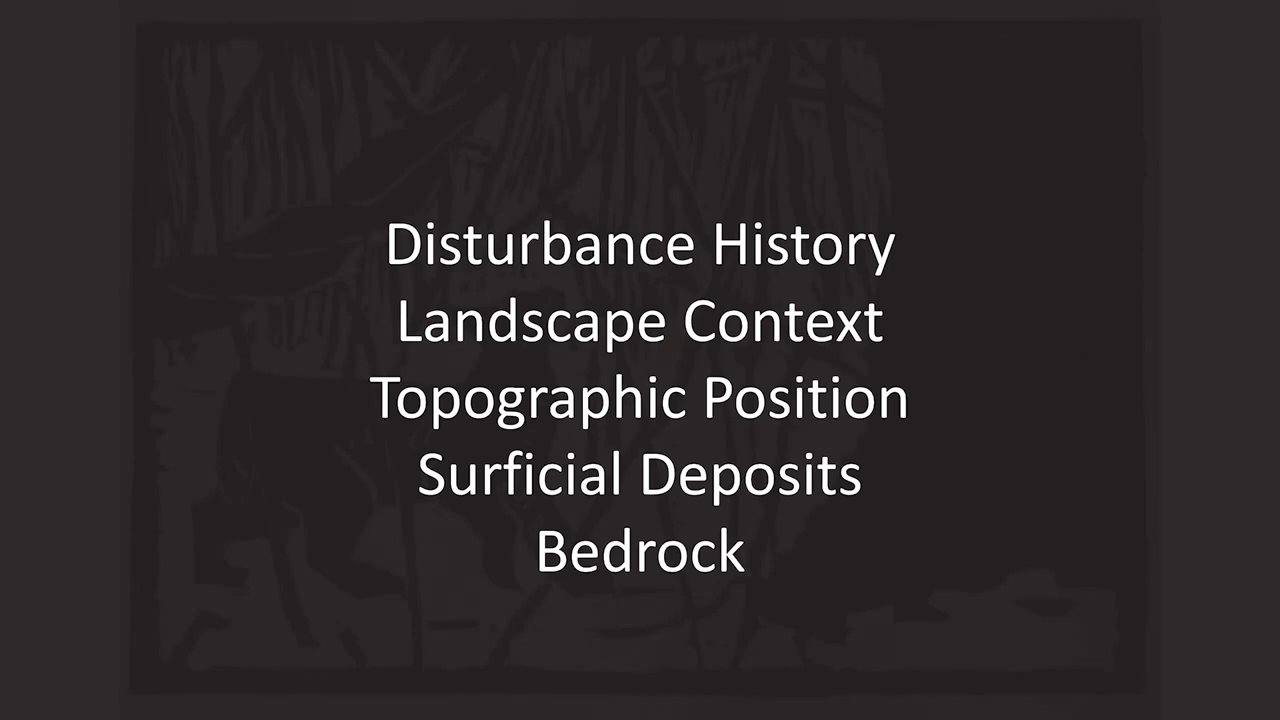 Disturbance History
Landscape Context
Topographic Position
Surficial Deposits
Bedrock